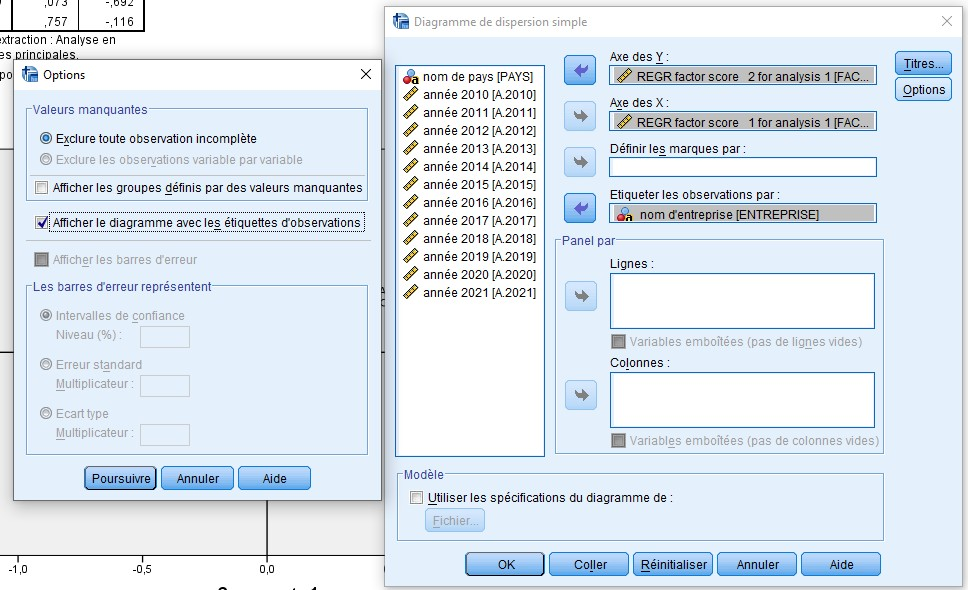 ,073 -,692
,757 -,116
xtraction : Analyse en
es principales.
Options
Valeurs manquantes
Exclure toute observation incomplète
Exclure les observations variable par variable
Afficher les groupes définis par des valeurs manquantes
Afficher le diagramme avec les étiquettes d'observations
Afficher les barres d'erreur
Les barres d'erreur représentent
Intervalles de confiance
Niveau (%) :
Erreur standard
Multiplicateur :
Ecart type
Multiplicateur :
Poursuivre Annuler Aide
-1,0 -0,5 0,0
Diagramme de dispersion simple
nom de pays [PAYS]
année 2010 [A.2010]
année 2011 [A.2011]
année 2012 [A.2012]
année 2013 [A.2013]
année 2014 [A.2014]
année 2015 [A.2015]
année 2016 [A.2016]
année 2017 [A.2017]
année 2018 [A.2018]
année 2019 [A.2019]
année 2020 [A.2020]
année 2021 [A.2021]
Axe des Y :
REGR factor score 2 for analysis 1 [FAC...
Axe des X :
REGR factor score 1 for analysis 1 [FAC...
Définir les marques par :
Etiqueter les observations par :
nom d'entreprise [ENTREPRISE]
Panel par
Lignes :
Variables emboîtées (pas de lignes vides)
Colonnes :
Variables emboîtées (pas de colonnes vides)
Titres...
Options
Modèle
Utiliser les spécifications du diagramme de :
Fichier...
OK Coller Réinitialiser Annuler Aide